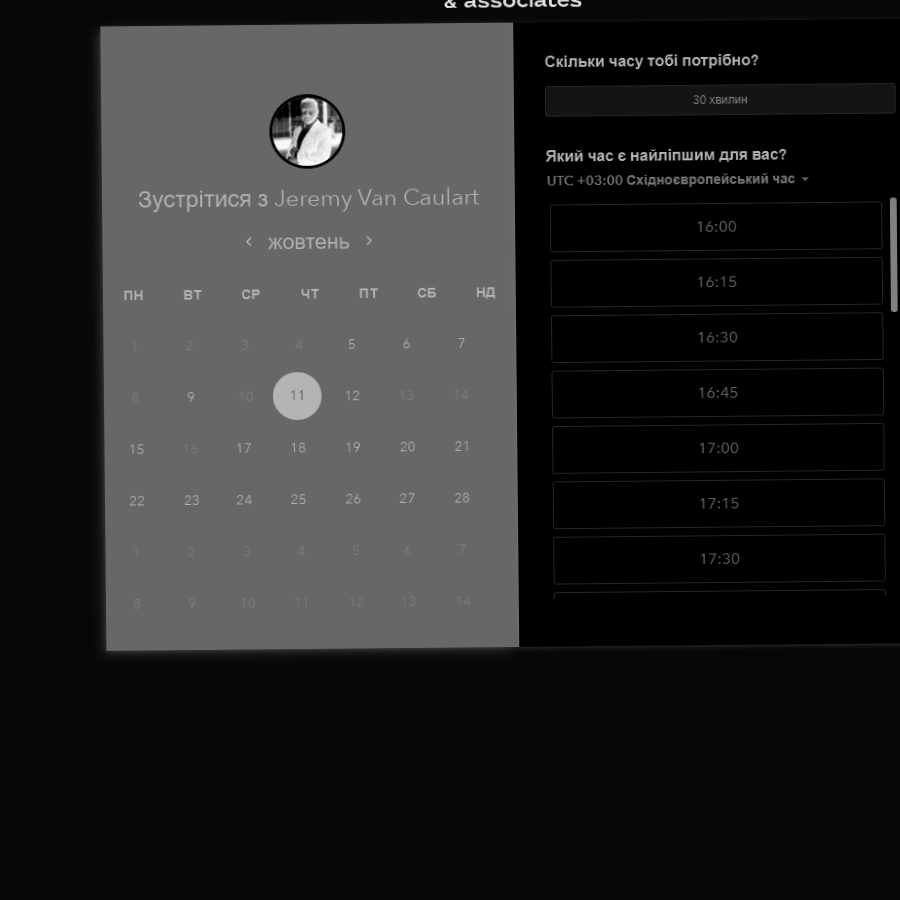 & associates
Зустрітися з Jeremy Van Caulart
жовтень
ПН ВТ СР ЧТ ПТ СБ НД
1 2 3 4 5 6 7
8 9 10 11 12 13 14
15 16 17 18 19 20 21
22 23 24 25 26 27 28
1 2 3 4 5 6 7
8 9 10 11 12 13 14
Скільки часу тобі потрібно?
30 хвилин
Який час є найліпшим для вас?
UTC +03:00 Східноєвропейський час
16:00
16:15
16:30
16:45
17:00
17:15
17:30